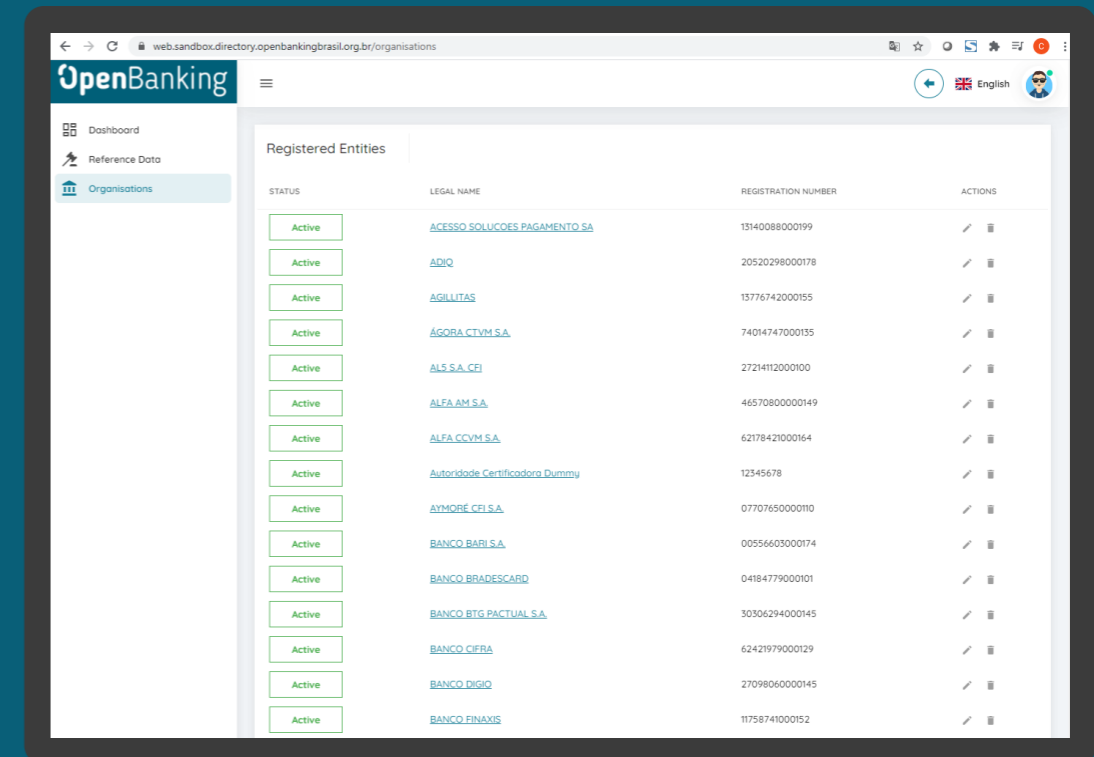 web.sandbox.directory.openbankingbrasil.org.br/organisations
C
OpenBanking
English
Dashboard
Reference Data
Organisations
Registered Entities
STATUS LEGAL NAME REGISTRATION NUMBER ACTIONS
Active ACESSO SOLUCOES PAGAMENTO SA 13140088000199
Active ADIQ 20520298000178
Active AGILLITAS 13776742000155
Active ÁGORA CTVM S.A. 74014747000135
Active AL5 S.A. CFI 27214112000100
Active ALFA AM S.A. 46570800000149
Active ALFA CCVM S.A. 62178421000164
Active Autoridade Certificadora Dummy 12345678
Active AYMORÉ CFI S.A. 07707650000110
Active BANCO BARI S.A. 00556603000174
Active BANCO BRADESCARD 04184779000101
Active BANCO BTG PACTUAL S.A. 30306294000145
Active BANCO CIFRA 62421979000129
Active BANCO DIGIO 27098060000145
Active BANCO FINAXIS 11758741000152